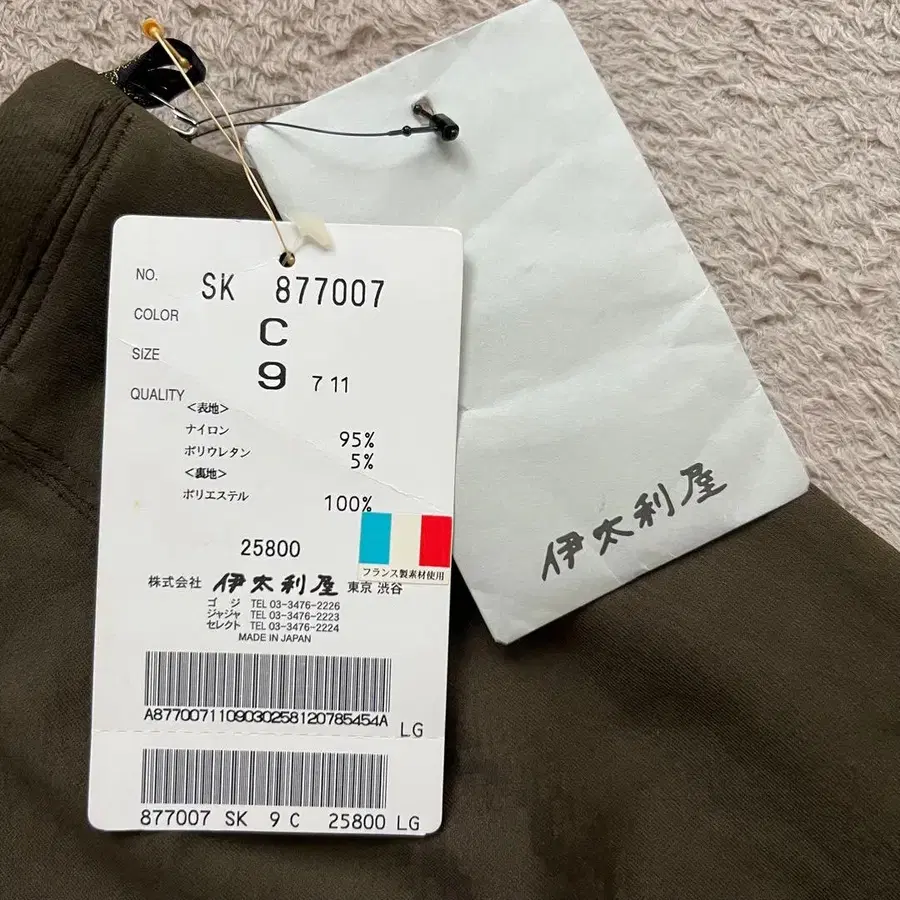 NO. SK 877007
COLOR C
SIZE 9 7 11
QUALITY
<表地>
ナイロン 95%
ポリウレタン 5%
<裏地>
ポリエステル 100%
25800
フランス製素材使用
株式会社 伊太利屋 東京 渋谷
ゴジ TEL 03-3476-2226
ジャジャ TEL 03-3476-2223
セレクト TEL 03-3476-2224
MADE IN JAPAN
A8770071109030258120785454A
LG
877007 SK 9 C 25800 LG
伊太利屋